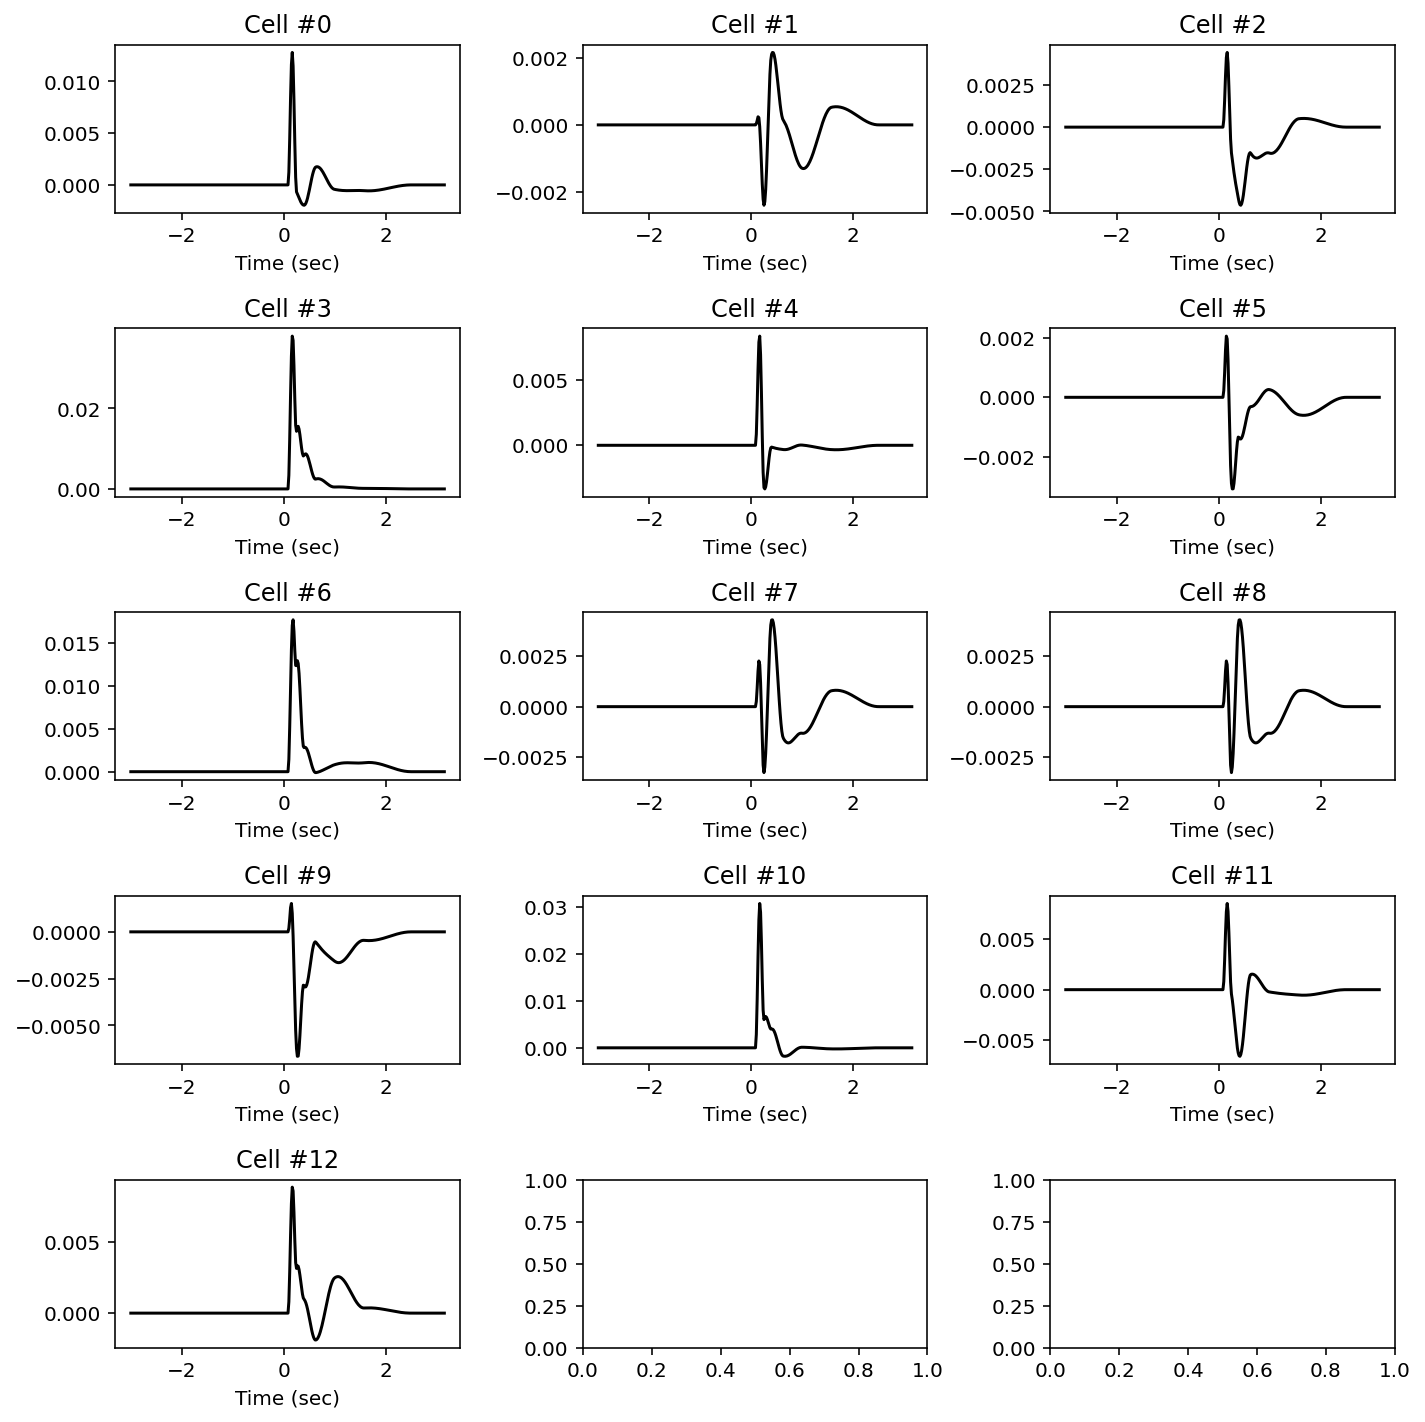 Cell #0
Cell #1
Cell #2
0.010
0.005
0.000
0.002
0.000
−0.002
0.0025
0.0000
−0.0025
−0.0050
−2 0 2
−2 0 2
−2 0 2
Time (sec)
Time (sec)
Time (sec)
Cell #3
Cell #4
Cell #5
0.02
0.00
0.005
0.000
0.002
0.000
−0.002
−2 0 2
−2 0 2
−2 0 2
Time (sec)
Time (sec)
Time (sec)
Cell #6
Cell #7
Cell #8
0.015
0.010
0.005
0.000
0.0025
0.0000
−0.0025
0.0025
0.0000
−0.0025
−2 0 2
−2 0 2
−2 0 2
Time (sec)
Time (sec)
Time (sec)
Cell #9
Cell #10
Cell #11
0.0000
−0.0025
−0.0050
0.03
0.02
0.01
0.00
0.005
0.000
−0.005
−2 0 2
−2 0 2
−2 0 2
Time (sec)
Time (sec)
Time (sec)
Cell #12
0.005
0.000
1.00
0.75
0.50
0.25
0.00
1.00
0.75
0.50
0.25
0.00
−2 0 2
0.0 0.2 0.4 0.6 0.8 1.0
0.0 0.2 0.4 0.6 0.8 1.0
Time (sec)